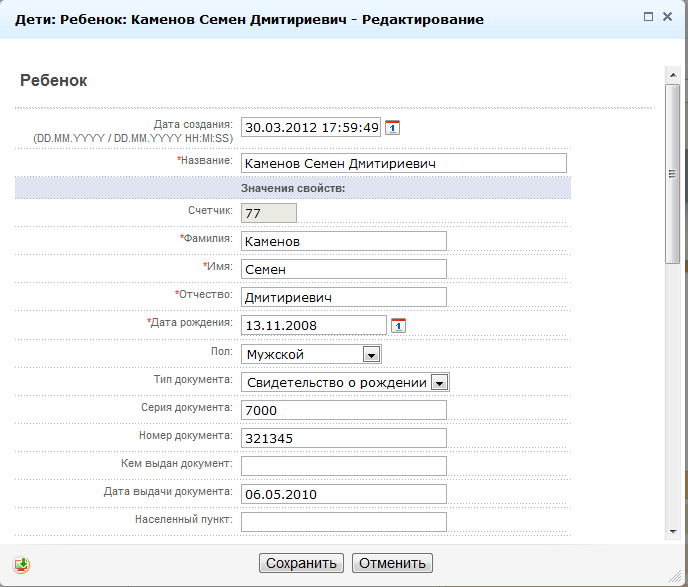 Дети: Ребенок: Каменов Семен Дмитириевич - Редактирование
Ребенок
Дата создания: 30.03.2012 17:59:49
(DD.MM.YYYY / DD.MM.YYYY HH:MI:SS)
*Название: Каменов Семен Дмитириевич
Значения свойств:
Счетчик: 77
*Фамилия: Каменов
*Имя: Семен
*Отчество: Дмитириевич
*Дата рождения: 13.11.2008
Пол: Мужской
Тип документа: Свидетельство о рождении
Серия документа: 7000
Номер документа: 321345
Кем выдан документ:
Дата выдачи документа: 06.05.2010
Населенный пункт:
Сохранить Отменить